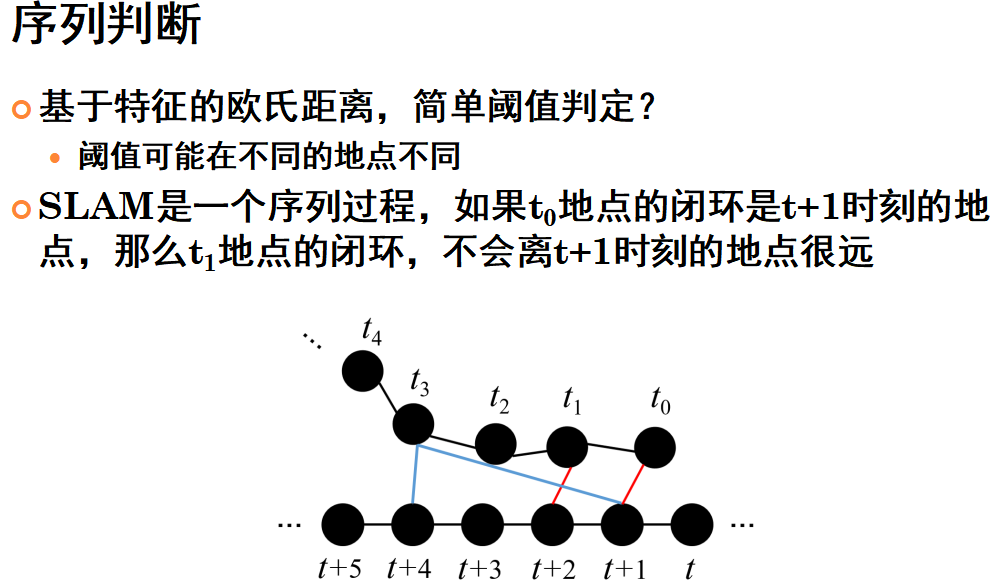 序列判断
基于特征的欧氏距离，简单阈值判定？
阈值可能在不同的地点不同
SLAM是一个序列过程，如果t₀地点的闭环是t+1时刻的地
点，那么t₁地点的闭环，不会离t+1时刻的地点很远
... t₄
t₃
t₂ t₁ t₀
... ...
t+5 t+4 t+3 t+2 t+1 t